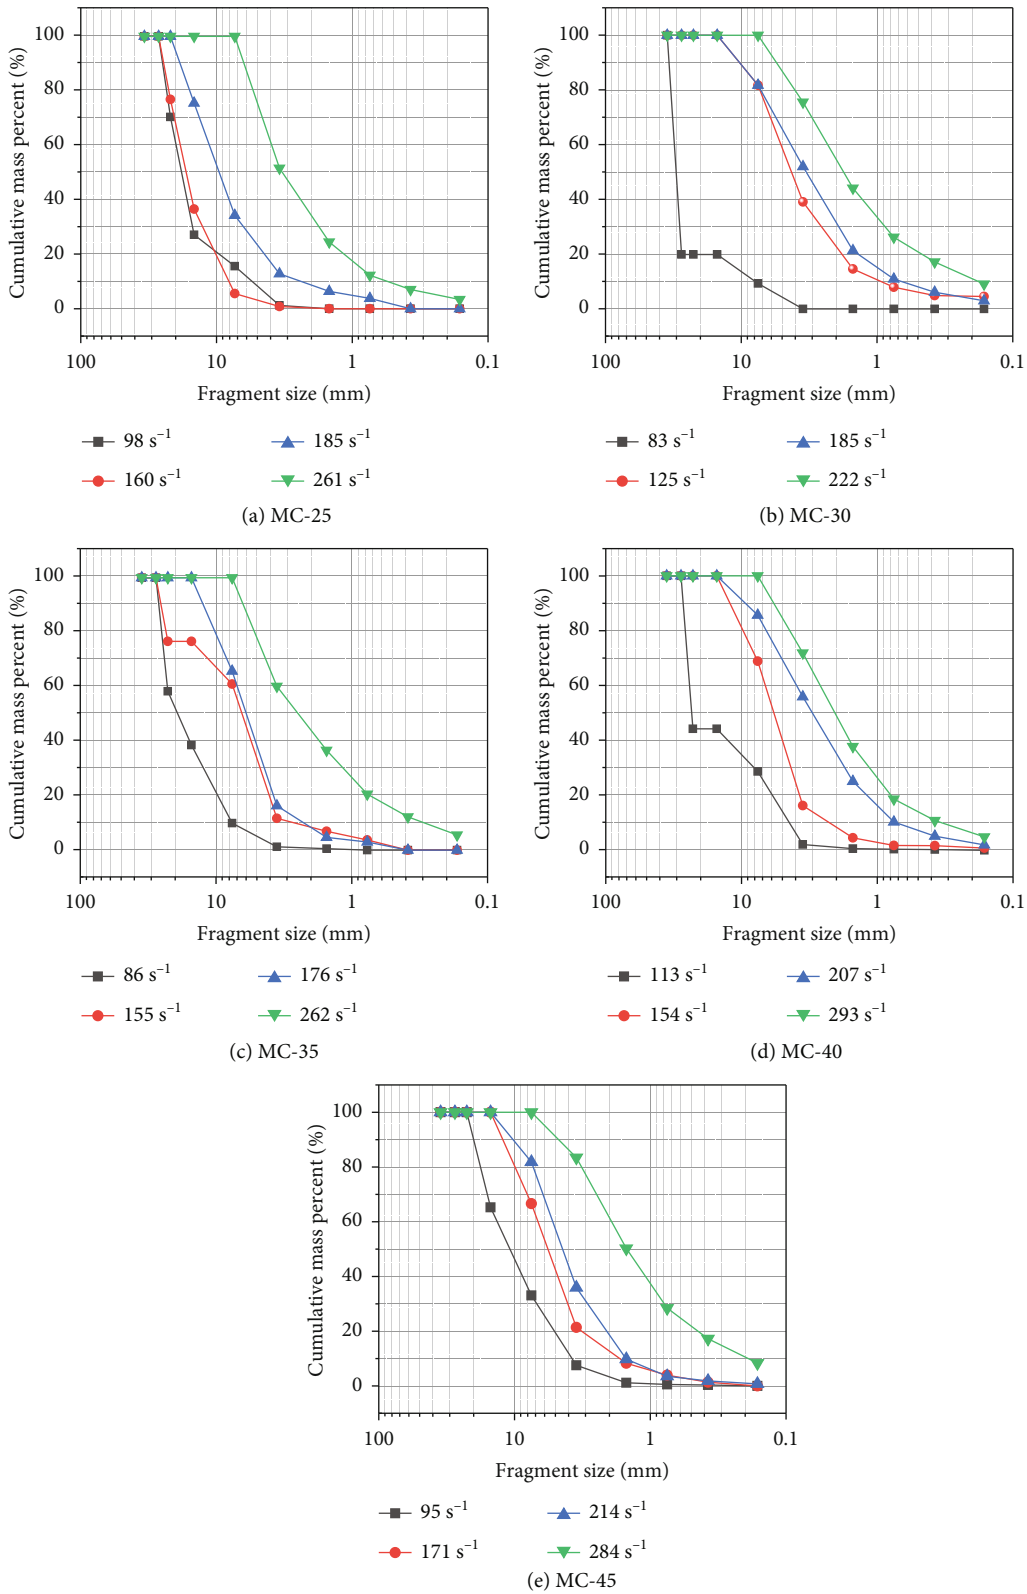 Cumulative mass percent (%)
100
80
60
40
20
0
100 10 1 0.1
Fragment size (mm)
98 s⁻¹ 185 s⁻¹
160 s⁻¹ 261 s⁻¹
(a) MC-25
Cumulative mass percent (%)
100
80
60
40
20
0
100 10 1 0.1
Fragment size (mm)
83 s⁻¹ 185 s⁻¹
125 s⁻¹ 222 s⁻¹
(b) MC-30
Cumulative mass percent (%)
100
80
60
40
20
0
100 10 1 0.1
Fragment size (mm)
86 s⁻¹ 176 s⁻¹
155 s⁻¹ 262 s⁻¹
(c) MC-35
Cumulative mass percent (%)
100
80
60
40
20
0
100 10 1 0.1
Fragment size (mm)
113 s⁻¹ 207 s⁻¹
154 s⁻¹ 293 s⁻¹
(d) MC-40
Cumulative mass percent (%)
100
80
60
40
20
0
100 10 1 0.1
Fragment size (mm)
95 s⁻¹ 214 s⁻¹
171 s⁻¹ 284 s⁻¹
(e) MC-45